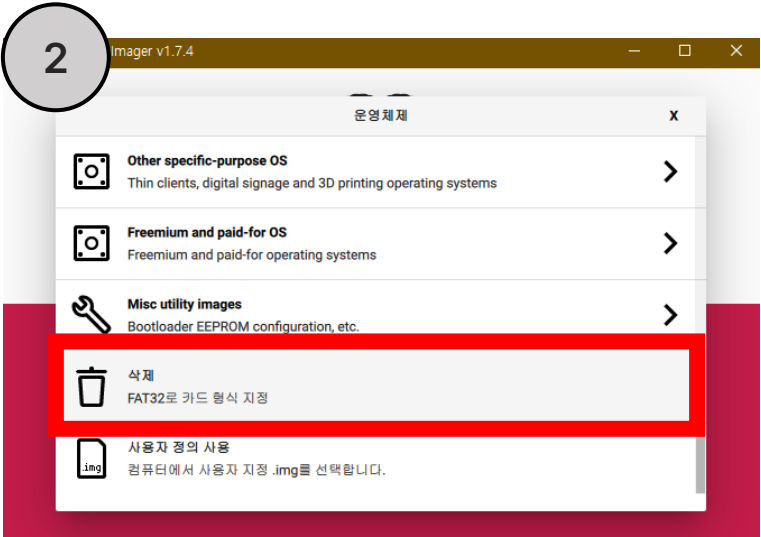 2
Imager v1.7.4
운영체제
X
Other specific-purpose OS
Thin clients, digital signage and 3D printing operating systems
Freemium and paid-for OS
Freemium and paid-for operating systems
Misc utility images
Bootloader EEPROM configuration, etc.
삭제
FAT32로 카드 형식 지정
사용자 정의 사용
.img
컴퓨터에서 사용자 지정 .img를 선택합니다.